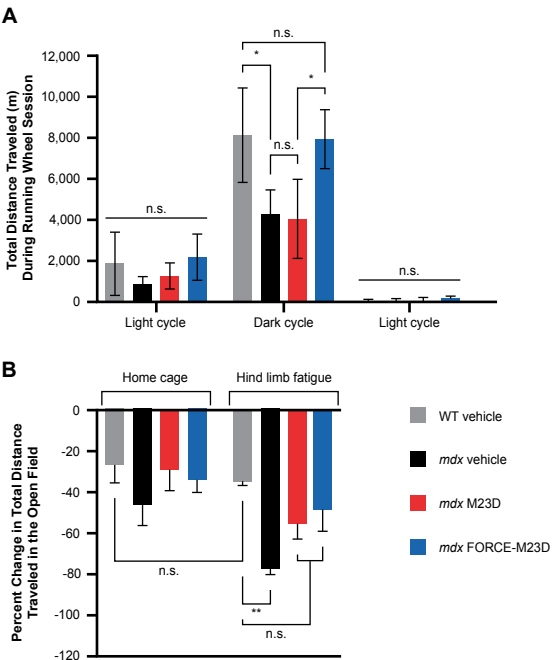 A
Total Distance Traveled (m)
During Running Wheel Session
12,000
10,000
8,000
6,000
4,000
2,000
0
n.s.
n.s.
*
*
n.s.
n.s.
Light cycle
Dark cycle
Light cycle
B
Home cage
Hind limb fatigue
Percent Change in Total Distance
Traveled in the Open Field
0
-20
-40
-60
-80
-100
-120
n.s.
**
n.s.
WT vehicle
mdx vehicle
mdx M23D
mdx FORCE-M23D